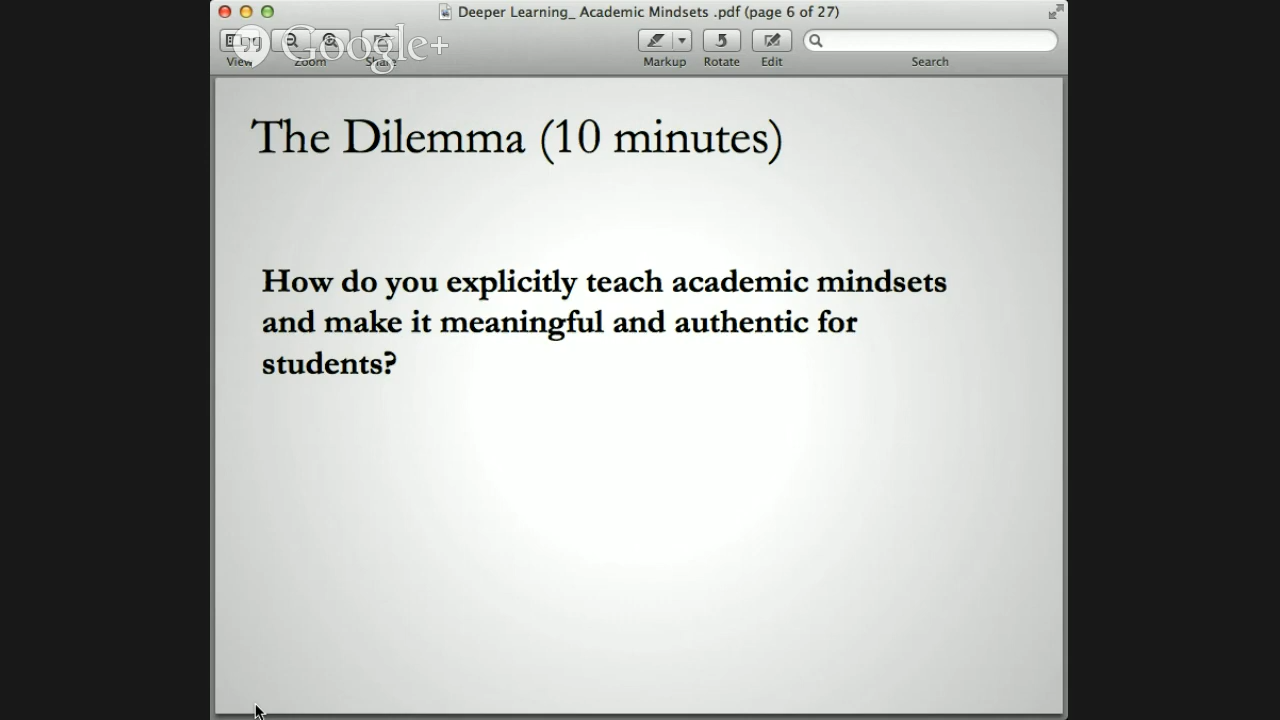 Deeper Learning_ Academic Mindsets .pdf (page 6 of 27)
Google+
View Zoom Share Markup Rotate Edit Search
The Dilemma (10 minutes)
How do you explicitly teach academic mindsets
and make it meaningful and authentic for
students?